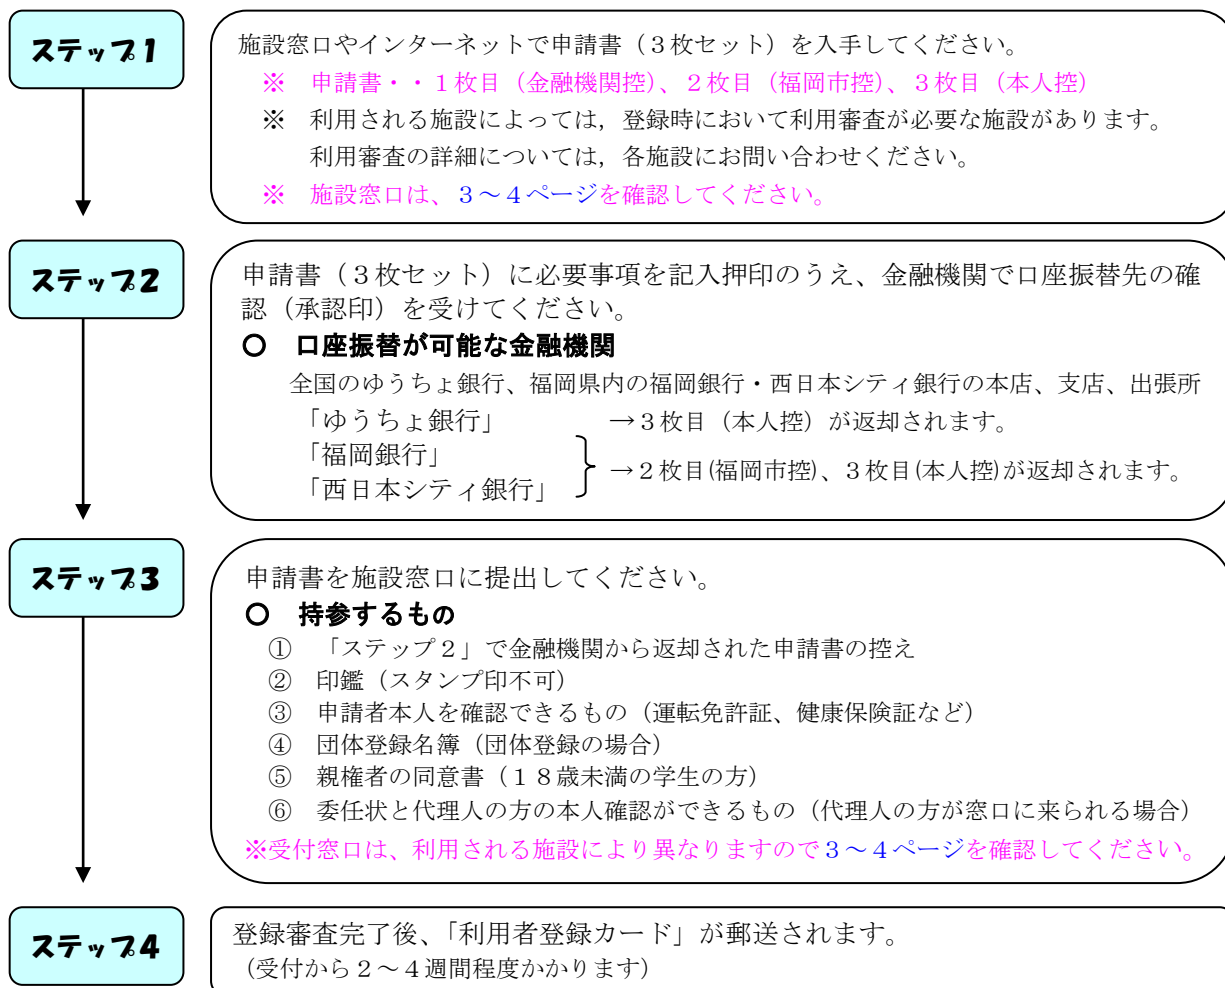 ステップ1
施設窓口やインターネットで申請書（３枚セット）を入手してください。
※　申請書・・１枚目（金融機関控）、２枚目（福岡市控）、３枚目（本人控）
※　利用される施設によっては，登録時において利用審査が必要な施設があります。
利用審査の詳細については，各施設にお問い合わせください。
※　施設窓口は、３～４ページを確認してください。
ステップ2
申請書（３枚セット）に必要事項を記入押印のうえ、金融機関で口座振替先の確
認（承認印）を受けてください。
○　口座振替が可能な金融機関
全国のゆうちょ銀行、福岡県内の福岡銀行・西日本シティ銀行の本店、支店、出張所
「ゆうちょ銀行」　→３枚目（本人控）が返却されます。
「福岡銀行」
「西日本シティ銀行」
→２枚目(福岡市控)、３枚目(本人控)が返却されます。
ステップ3
申請書を施設窓口に提出してください。
○　持参するもの
①　「ステップ２」で金融機関から返却された申請書の控え
②　印鑑（スタンプ印不可）
③　申請者本人を確認できるもの（運転免許証、健康保険証など）
④　団体登録名簿（団体登録の場合）
⑤　親権者の同意書（１８歳未満の学生の方）
⑥　委任状と代理人の方の本人確認ができるもの（代理人の方が窓口に来られる場合）
※受付窓口は、利用される施設により異なりますので３～４ページを確認してください。
ステップ4
登録審査完了後、「利用者登録カード」が郵送されます。
（受付から２～４週間程度かかります）